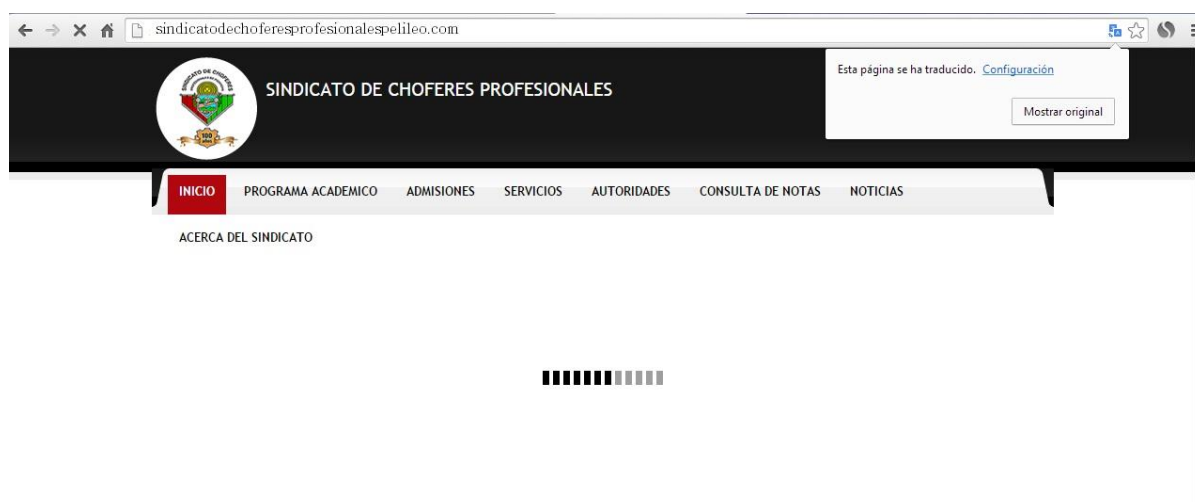 sindicatodechoferesprofesionalespelileo.com
Esta página se ha traducido. Configuración
Mostrar original
SINDICATO DE CHOFERES PROFESIONALES
100
INICIO PROGRAMA ACADEMICO ADMISIONES SERVICIOS AUTORIDADES CONSULTA DE NOTAS NOTICIAS
ACERCA DEL SINDICATO